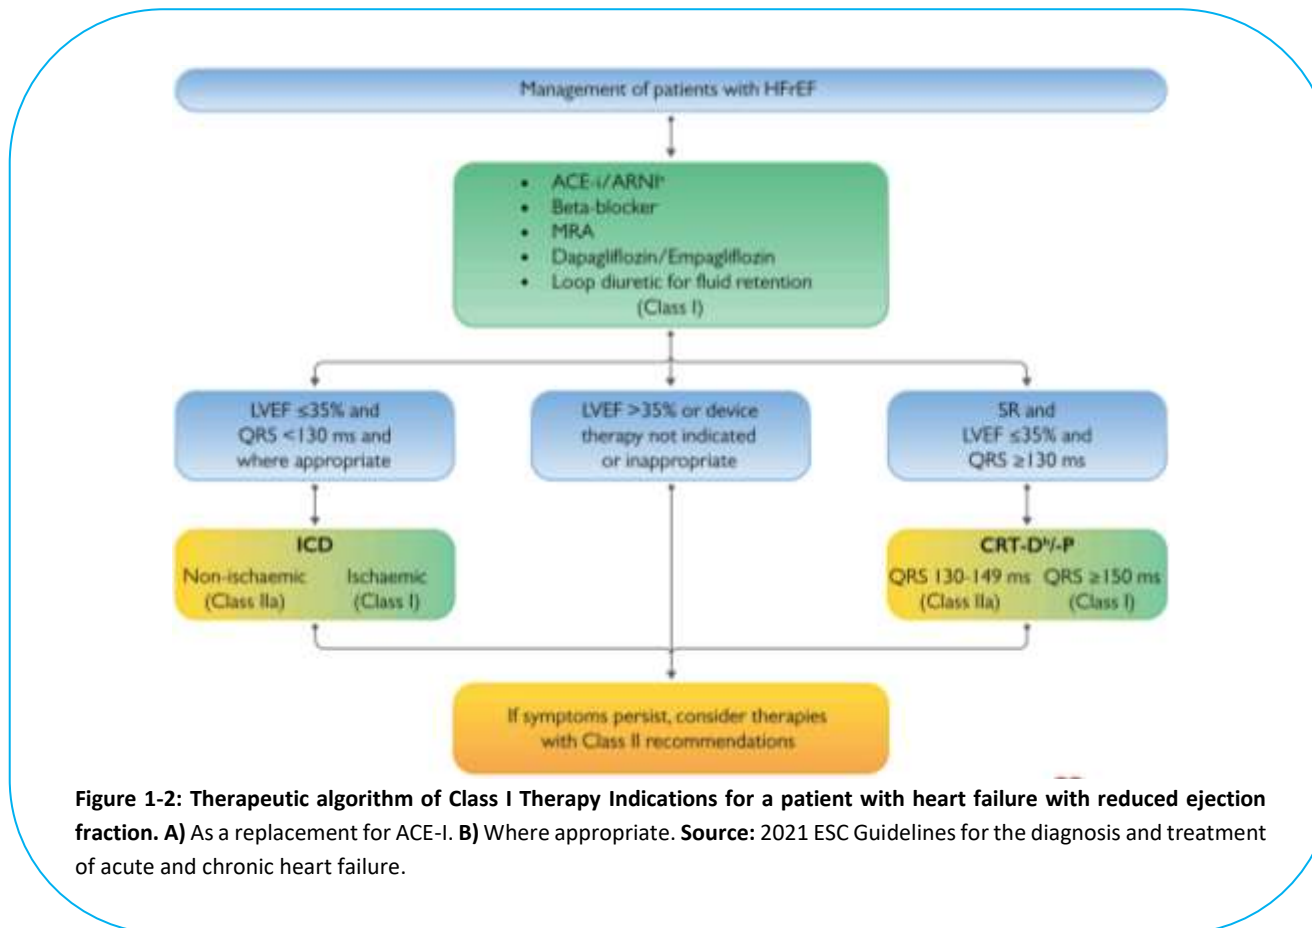 Management of patients with HFrEF
• ACE-I/ARNIᵃ
• Beta-blocker
• MRA
• Dapagliflozin/Empagliflozin
• Loop diuretic for fluid retention
(Class I)
LVEF ≤35% and
QRS <130 ms and
where appropriate
LVEF >35% or device
therapy not indicated
or inappropriate
SR and
LVEF ≤35% and
QRS ≥130 ms
ICD
Non-ischaemic
(Class IIa)
Ischaemic
(Class I)
CRT-Dᵇ/-P
QRS 130-149 ms
(Class IIa)
QRS ≥150 ms
(Class I)
If symptoms persist, consider therapies
with Class II recommendations
Figure 1-2: Therapeutic algorithm of Class I Therapy Indications for a patient with heart failure with reduced ejection
fraction. A) As a replacement for ACE-I. B) Where appropriate. Source: 2021 ESC Guidelines for the diagnosis and treatment
of acute and chronic heart failure.